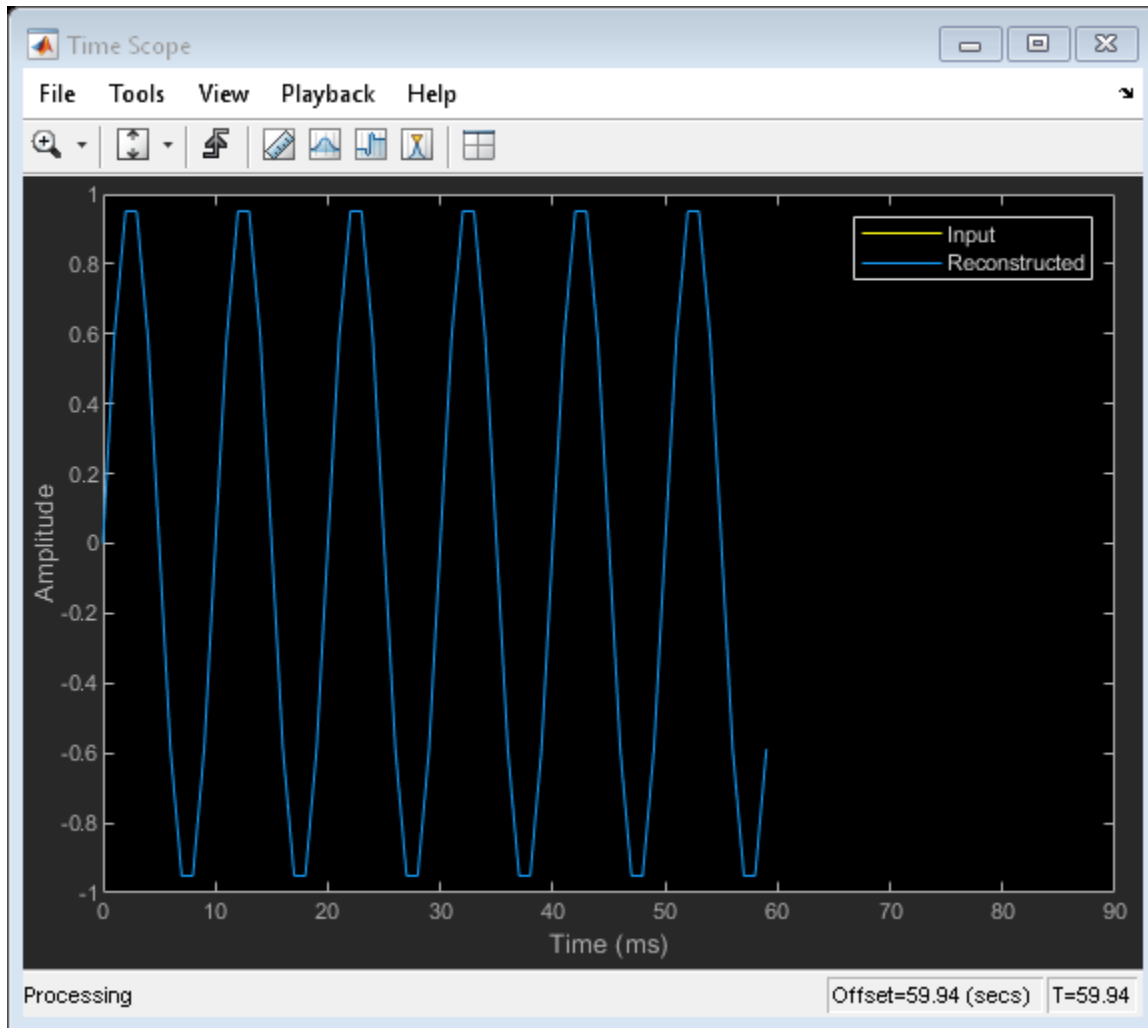 Time Scope
File Tools View Playback Help
1
0.8
0.6
0.4
0.2
0
-0.2
-0.4
-0.6
-0.8
-1
Amplitude
Input
Reconstructed
0 10 20 30 40 50 60 70 80 90
Time (ms)
Processing Offset=59.94 (secs) T=59.94